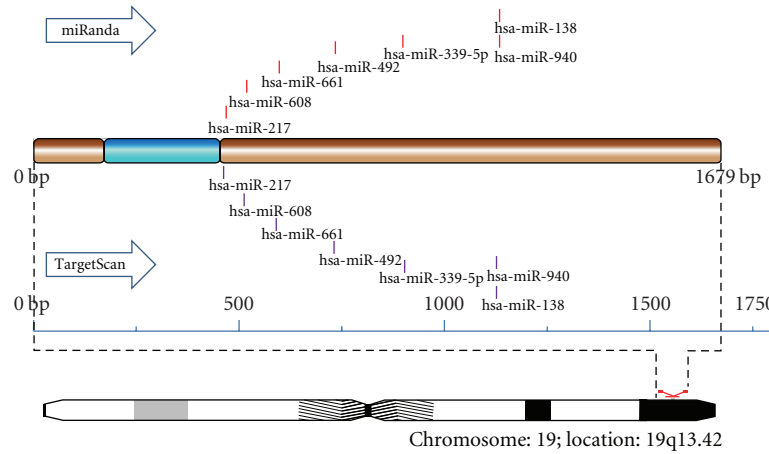 miRanda
hsa-miR-138
hsa-miR-940
hsa-miR-339-5p
hsa-miR-492
hsa-miR-661
hsa-miR-608
hsa-miR-217
0 bp
1679 bp
hsa-miR-217
hsa-miR-608
hsa-miR-661
hsa-miR-492
hsa-miR-339-5p
hsa-miR-940
hsa-miR-138
TargetScan
0 bp 500 1000 1500 1750
Chromosome: 19; location: 19q13.42